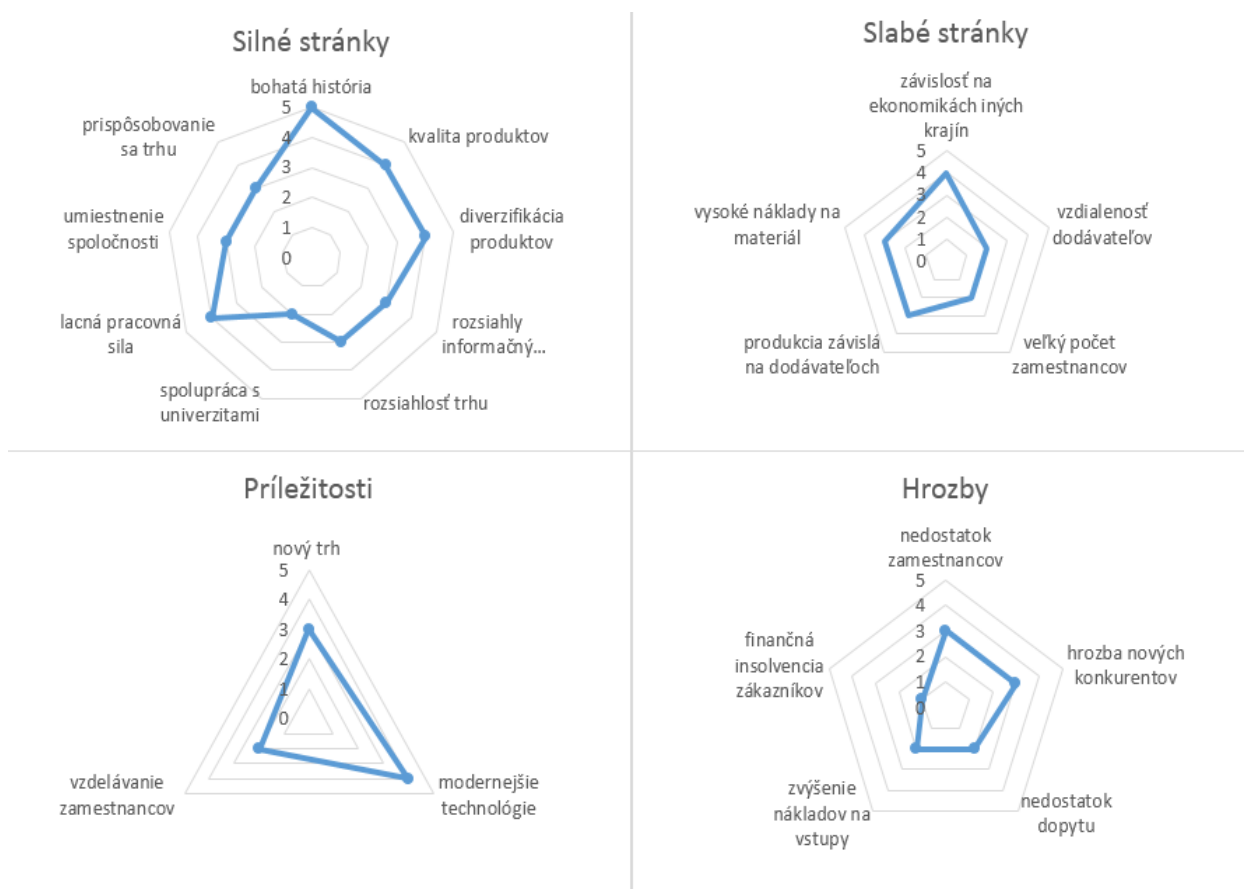 Silné stránky
bohatá história
5
4
3
2
1
0
kvalita produktov
diverzifikácia
produktov
rozsiahly
informačný...
rozsiahlosť trhu
spolupráca s
univerzitami
lacná pracovná
sila
umiestnenie
spoločnosti
prispôsobovanie
sa trhu
Slabé stránky
závislosť na
ekonomikách iných
krajín
5
4
3
2
1
0
vzdialenosť
dodávateľov
veľký počet
zamestnancov
produkcia závislá
na dodávateľoch
vysoké náklady na
materiál
Príležitosti
nový trh
5
4
3
2
1
0
modernejšie
technológie
vzdelávanie
zamestnancov
Hrozby
nedostatok
zamestnancov
5
4
3
2
1
0
hrozba nových
konkurentov
nedostatok
dopytu
zvýšenie
nákladov na
vstupy
finančná
insolvencia
zákazníkov